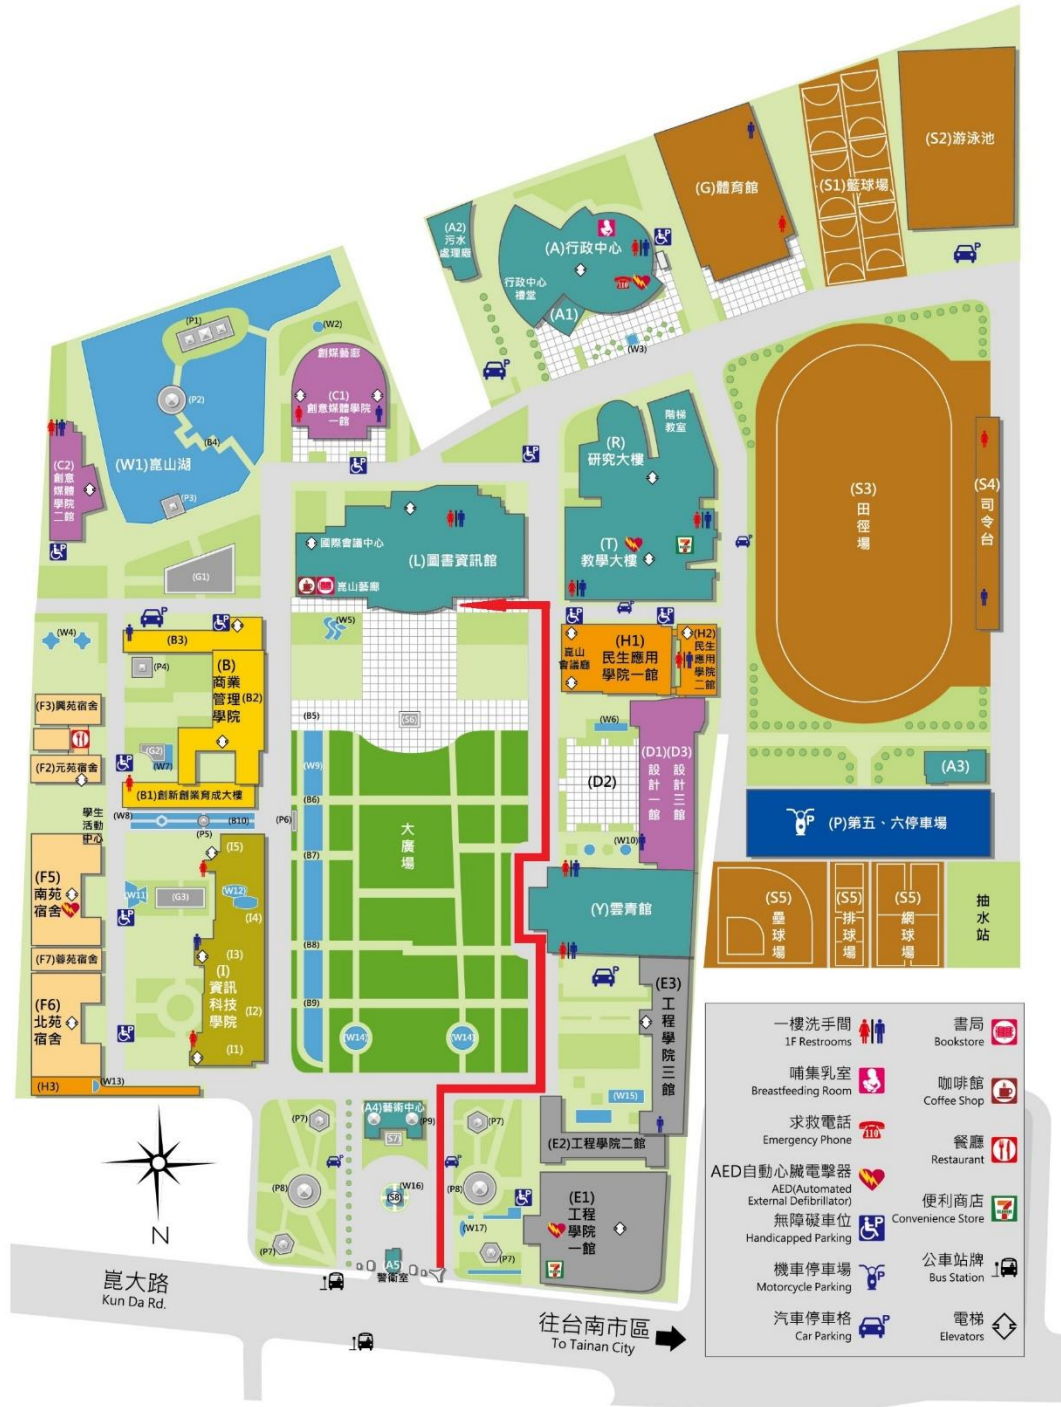 (S2)游泳池
(S1)籃球場
(G)體育館
(A2)
污水
處理廠
(A)行政中心
行政中心
禮堂
110
(A1)
(W3)
(P1)
(W2)
創媒藝廊
(C1)
創意媒體學院
一館
(P2)
(B4)
(W1)崑山湖
(P3)
(C2)
創意媒體學院二館
(R)
研究大樓
階梯
教室
(S3)
田徑場
(S4)
司令台
國際會議中心
(L)圖書資訊館
崑山藝廊
(T)
教學大樓
7
(G1)
(W5)
(W4)
(B3)
(P4)
(B)
商業
管理
學院
(B2)
崑山
會議廳
(H1)
民生應用
學院一館
(H2)
民生應用學院二館
(F3)興苑宿舍
(F2)元苑宿舍
(G2)
(W7)
(B5)
(S6)
(W6)
(D1)
設計一館
(D3)
設計三館
(D2)
(A3)
(W9)
(B6)
(B1)創新創業育成大樓
學生
活動
中心
(W8)
(P5)
(B10)
(P6)
(B7)
大廣場
(W10)
(P)第五、六停車場
(F5)
南苑
宿舍
(W11)
(G3)
(W12)
(I5)
(I4)
(I3)
(I)
資訊
科技
學院
(I2)
(I1)
(Y)雲青館
(S5)
壘球場
(S5)
排球場
(S5)
網球場
抽水站
(F7)蓉苑宿舍
(F6)
北苑
宿舍
(B8)
(B9)
(W14)
(W14)
(E3)
工程學院三館
(W15)
(H3)
(W13)
(E2)工程學院二館
(A4)藝術中心
(P9)
(S7)
(P7)
(P7)
(P8)
(P8)
(W16)
(S8)
(W17)
(P7)
(P7)
(A5)
警衛室
(E1)
工程
學院
一館
7
N
崑大路
Kun Da Rd.
往台南市區
To Tainan City
一樓洗手間
1F Restrooms
書局
Bookstore
哺集乳室
Breastfeeding Room
咖啡館
Coffee Shop
求救電話
Emergency Phone
110
餐廳
Restaurant
AED自動心臟電擊器
AED(Automated
External Defibrillator)
便利商店
Convenience Store
7
無障礙車位
Handicapped Parking
公車站牌
Bus Station
機車停車場
Motorcycle Parking
汽車停車格
Car Parking
電梯
Elevators